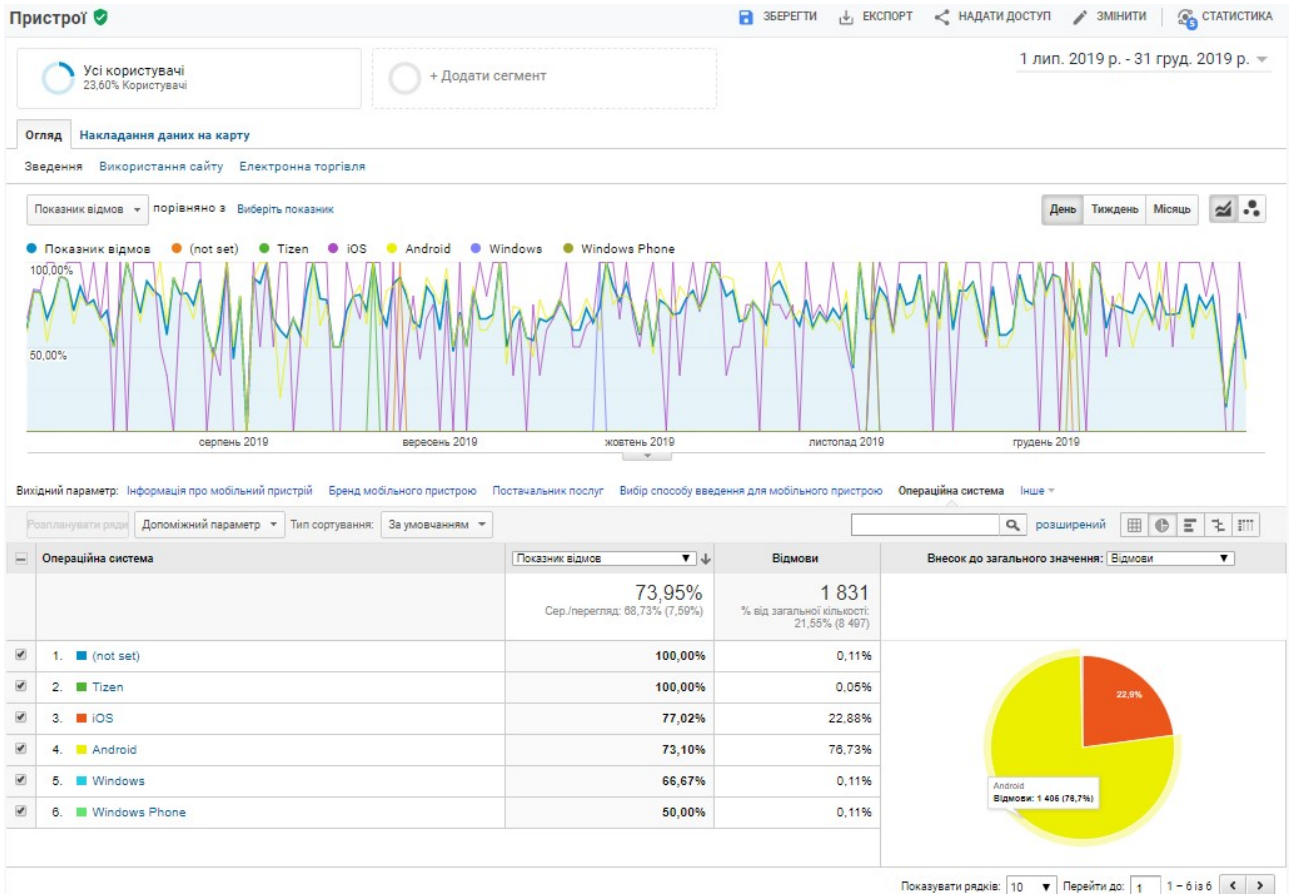 Пристрої
ЗБЕРЕГТИ ЕКСПОРТ НАДАТИ ДОСТУП ЗМІНИТИ СТАТИСТИКА
5
Усі користувачі
23,60% Користувачі
+ Додати сегмент
1 лип. 2019 р. - 31 груд. 2019 р.
Огляд Накладання даних на карту
Зведення Використання сайту Електронна торгівля
Показник відмов порівняно з Виберіть показник
День Тиждень Місяць
Показник відмов (not set) Tizen iOS Android Windows Windows Phone
100,00%
50,00%
серпень 2019 вересень 2019 жовтень 2019 листопад 2019 грудень 2019
Вихідний параметр: Інформація про мобільний пристрій Бренд мобільного пристрою Постачальник послуг Вибір способу введення для мобільного пристрою Операційна система Інше
Розпланувати ряди Допоміжний параметр Тип сортування: За умовчанням розширений
Операційна система Показник відмов Відмови Внесок до загального значення: Відмови
73,95% 1 831
Сер./перегляд: 68,73% (7,59%) % від загальної кількості:
21,55% (8 497)
1. (not set) 100,00% 0,11%
2. Tizen 100,00% 0,05%
3. iOS 77,02% 22,88%
4. Android 73,10% 76,73%
5. Windows 66,67% 0,11%
6. Windows Phone 50,00% 0,11%
22,9%
Android
Відмови: 1 405 (76,7%)
Показувати рядків: 10 Перейти до: 1 1 – 6 із 6